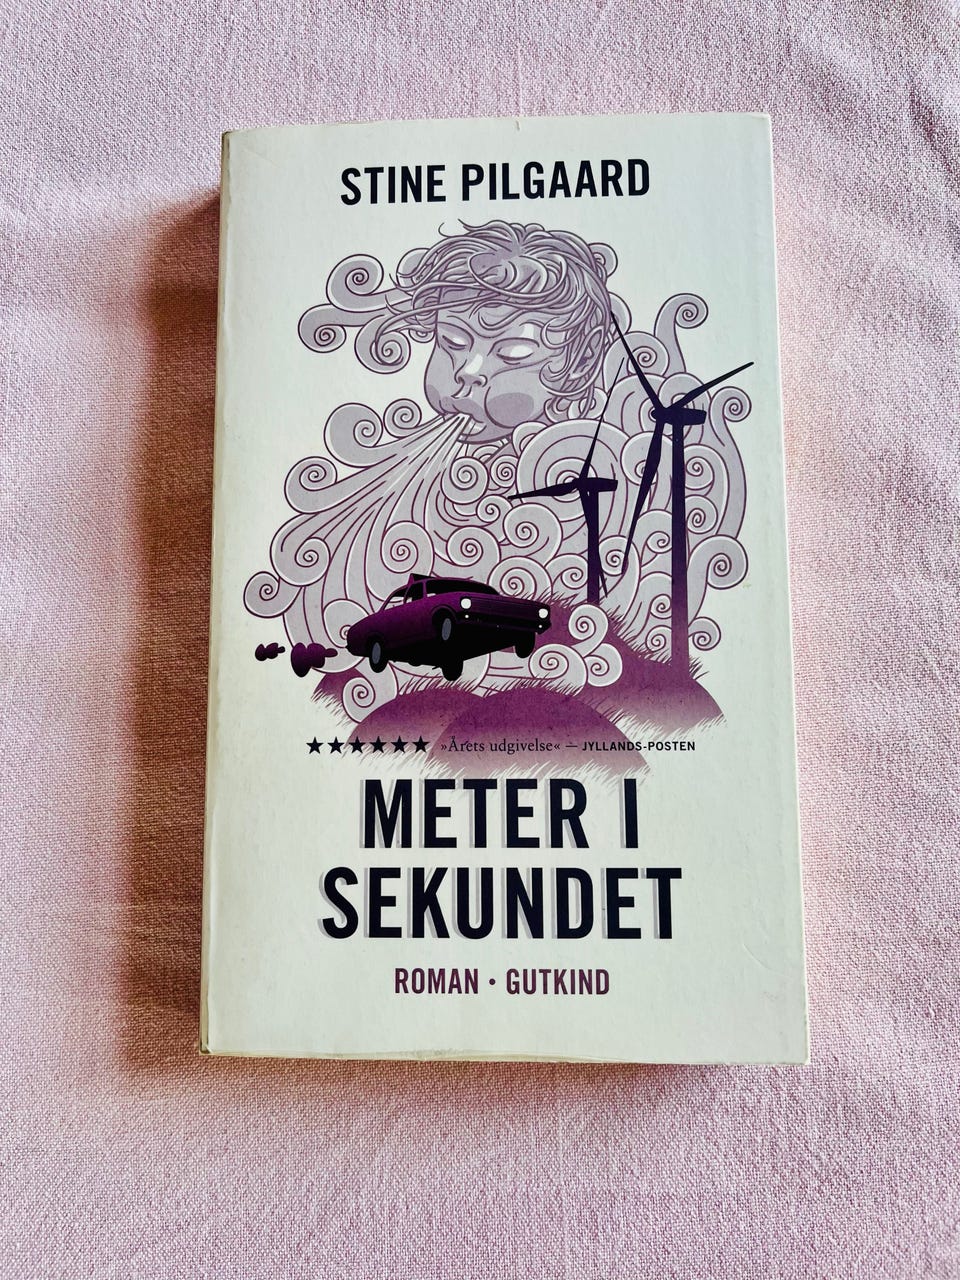 STINE PILGAARD
★★★★★★ »Årets udgivelse« — JYLLANDS-POSTEN
METER I
SEKUNDET
ROMAN • GUTKIND